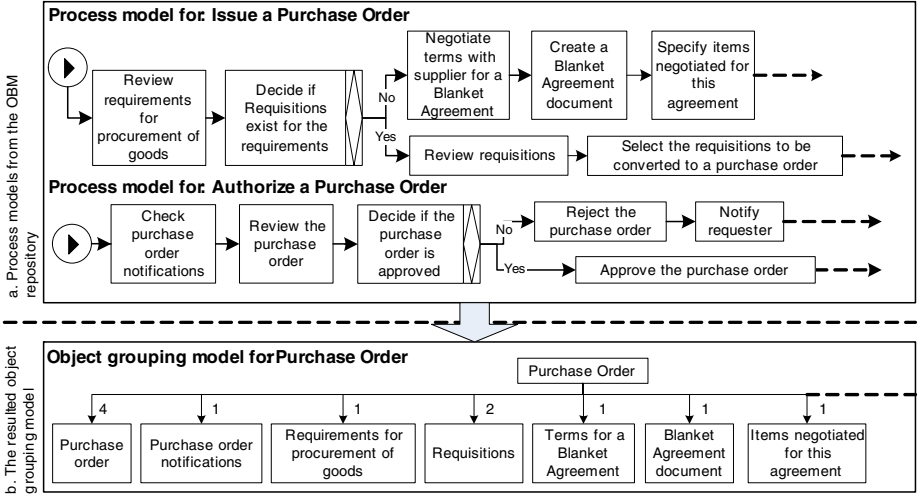 a. Process models from the OBM
repository
Process model for: Issue a Purchase Order
Review
requirements
for
procurement of
goods
Decide if
Requisitions
exist for the
requirements
No
Yes
Negotiate
terms with
supplier for a
Blanket
Agreement
Create a
Blanket
Agreement
document
Specify items
negotiated for
this
agreement
Review requisitions
Select the requisitions to be
converted to a purchase order
Process model for: Authorize a Purchase Order
Check
purchase
order
notifications
Review the
purchase
order
Decide if the
purchase
order is
approved
No
Yes
Reject the
purchase order
Notify
requester
Approve the purchase order
b. The resulted object
grouping model
Object grouping model for:Purchase Order
Purchase Order
4
1
1
2
1
1
1
Purchase
order
Purchase order
notifications
Requirements for
procurement of
goods
Requisitions
Terms for a
Blanket
Agreement
Blanket
Agreement
document
Items negotiated
for this
agreement